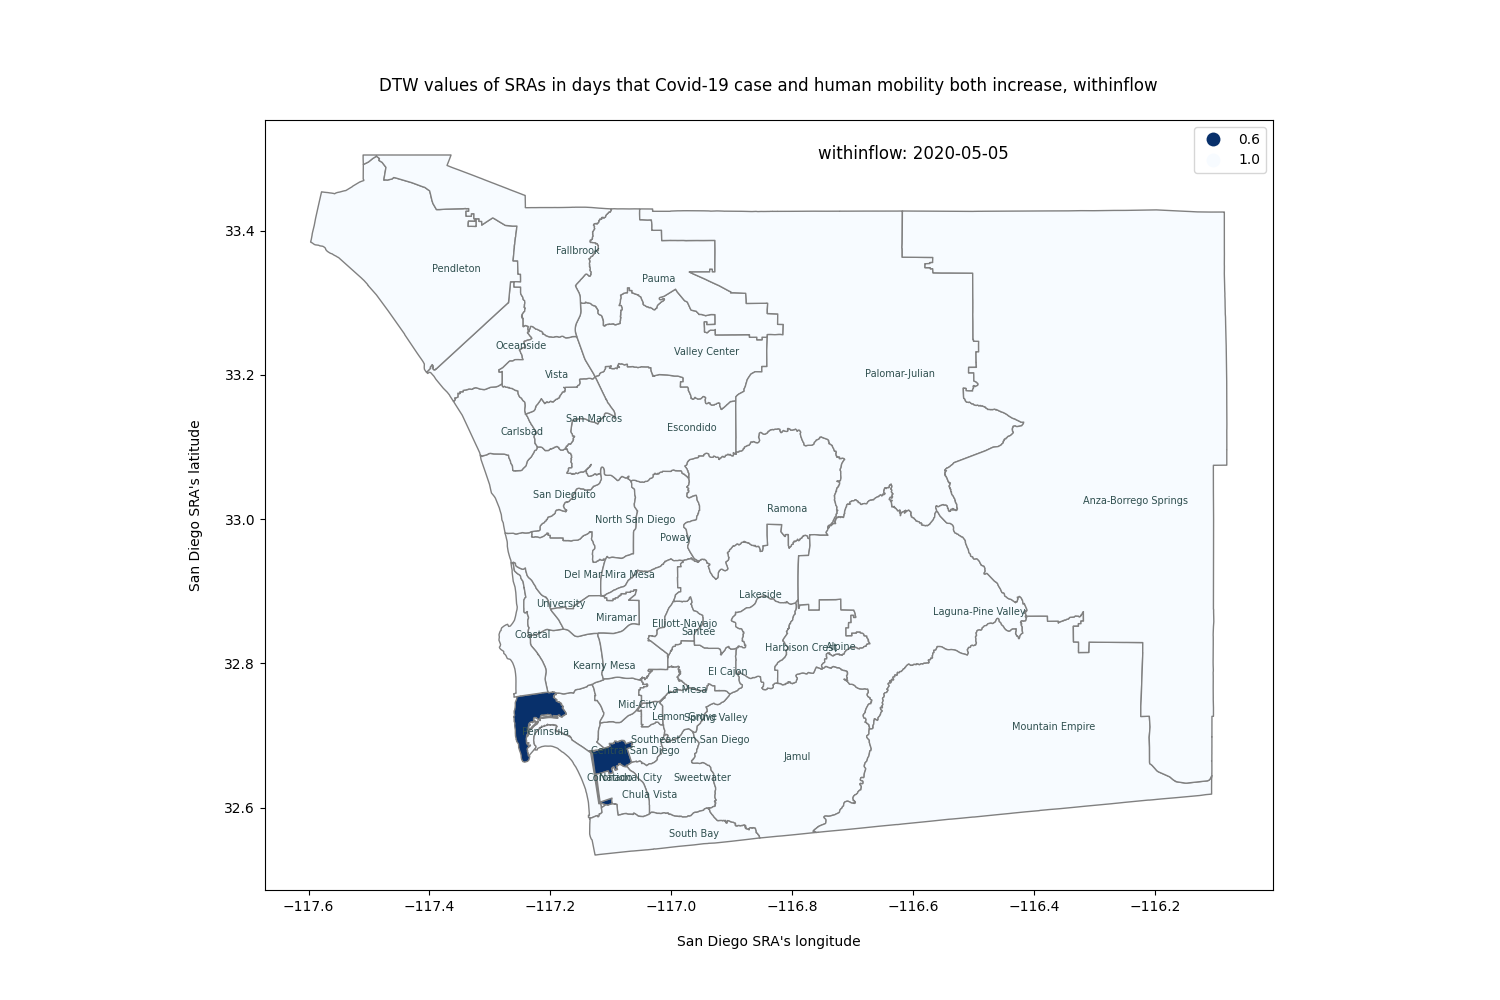 DTW values of SRAs in days that Covid-19 case and human mobility both increase, withinflow
withinflow: 2020-05-05
0.6
1.0
San Diego SRA's latitude
33.4
33.2
33.0
32.8
32.6
Fallbrook
Pendleton
Pauma
Oceanside
Valley Center
Vista
Palomar-Julian
San Marcos
Carlsbad
Escondido
San Dieguito
Anza-Borrego Springs
Ramona
North San Diego
Poway
Del Mar-Mira Mesa
Lakeside
University
Laguna-Pine Valley
Miramar
Elliott-Navajo
Santee
Coastal
Harbison Crest
Alpine
Kearny Mesa
El Cajon
La Mesa
Mid-City
Lemon Grove
Spring Valley
Mountain Empire
Peninsula
Southeastern San Diego
Central San Diego
Jamul
Coronado
National City
Sweetwater
Chula Vista
South Bay
−117.6 −117.4 −117.2 −117.0 −116.8 −116.6 −116.4 −116.2
San Diego SRA's longitude